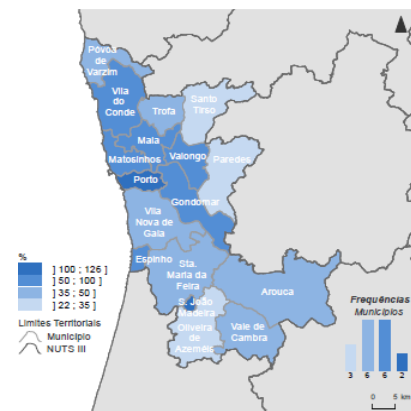 Póvoa
de
Varzim
Vila
do
Conde
Trofa
Santo
Tirso
Maia
Matosinhos
Valongo
Paredes
Porto
Gondomar
Vila
Nova de
Gaia
Espinho
Sta.
Maria da
Feira
Arouca
S. João
Madeira
Oliveira
de
Azeméis
Vale de
Cambra
%
] 100 ; 126 ]
] 50 ; 100 ]
] 35 ; 50 ]
] 22 ; 35 ]
Limites Territoriais
Município
NUTS III
Frequências
Municípios
3 6 6 2
0 5 km